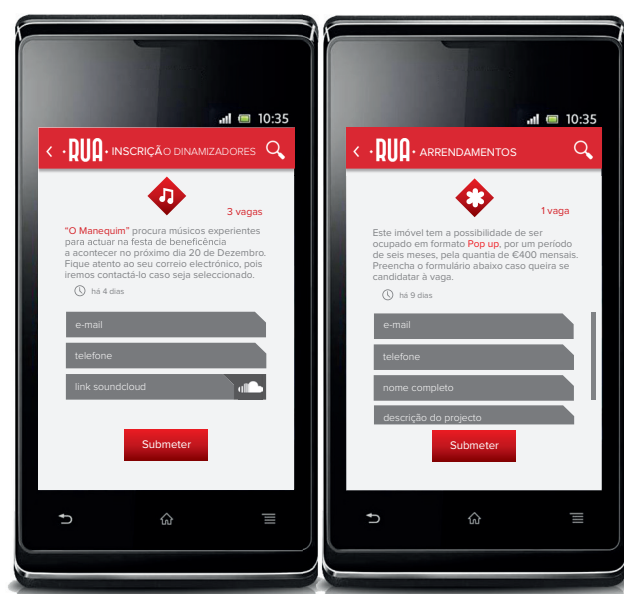 10:35
RUA INSCRIÇÃO DINAMIZADORES
3 vagas
“O Manequim” procura músicos experientes
para actuar na festa de beneficência
a acontecer no próximo dia 20 de Dezembro.
Fique atento ao seu correio electrónico, pois
iremos contactá-lo caso seja seleccionado.
há 4 dias
e-mail
telefone
link soundcloud
Submeter
10:35
RUA ARRENDAMENTOS
1 vaga
Este imóvel tem a possibilidade de ser
ocupado em formato Pop up, por um período
de seis meses, pela quantia de €400 mensais.
Preencha o formulário abaixo caso queira se
candidatar à vaga.
há 9 dias
e-mail
telefone
nome completo
descrição do projecto
Submeter